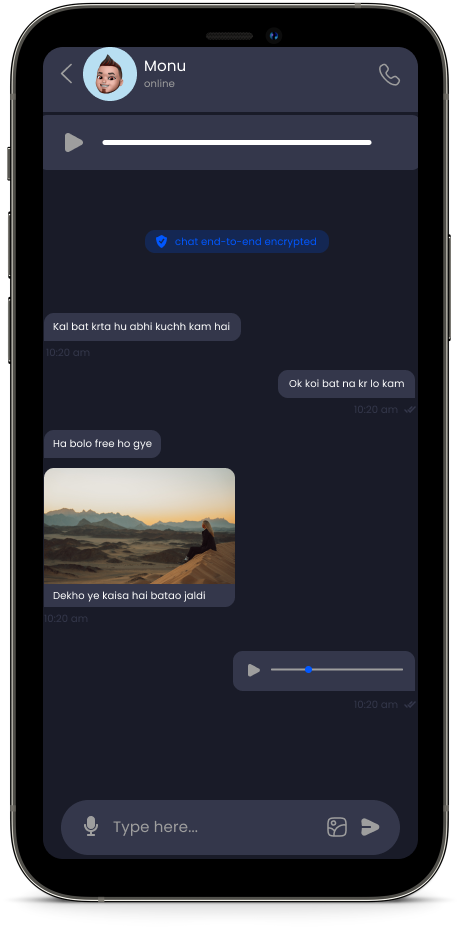 Monu
online
chat end-to-end encrypted
Kal bat krta hu abhi kuchh kam hai
10:20 am
Ok koi bat na kr lo kam
10:20 am
Ha bolo free ho gye
Dekho ye kaisa hai batao jaldi
10:20 am
10:20 am
Type here...